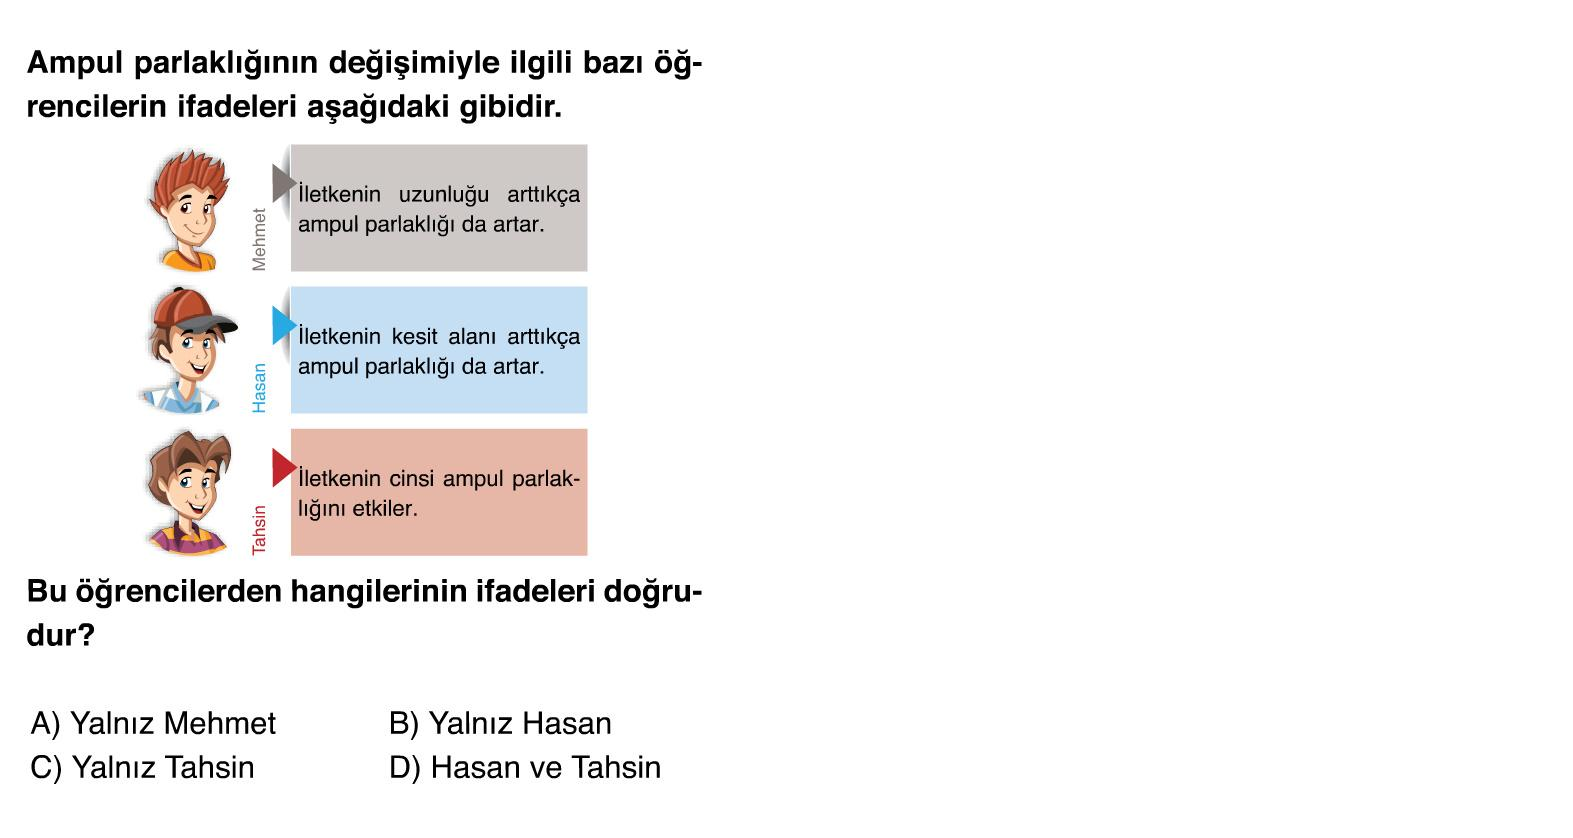 Ampul parlaklığının değişimiyle ilgili bazı öğ-
rencilerin ifadeleri aşağıdaki gibidir.
Mehmet
İletkenin uzunluğu arttıkça
ampul parlaklığı da artar.
Hasan
İletkenin kesit alanı arttıkça
ampul parlaklığı da artar.
Tahsin
İletkenin cinsi ampul parlak-
lığını etkiler.
Bu öğrencilerden hangilerinin ifadeleri doğru-
dur?
A) Yalnız Mehmet B) Yalnız Hasan
C) Yalnız Tahsin D) Hasan ve Tahsin